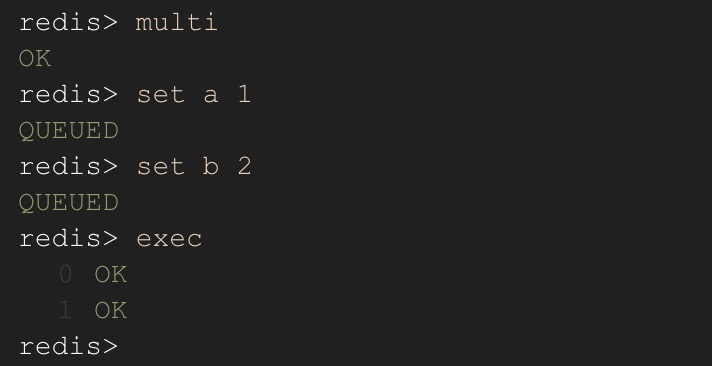 redis> multi
OK
redis> set a 1
QUEUED
redis> set b 2
QUEUED
redis> exec
0 OK
1 OK
redis>